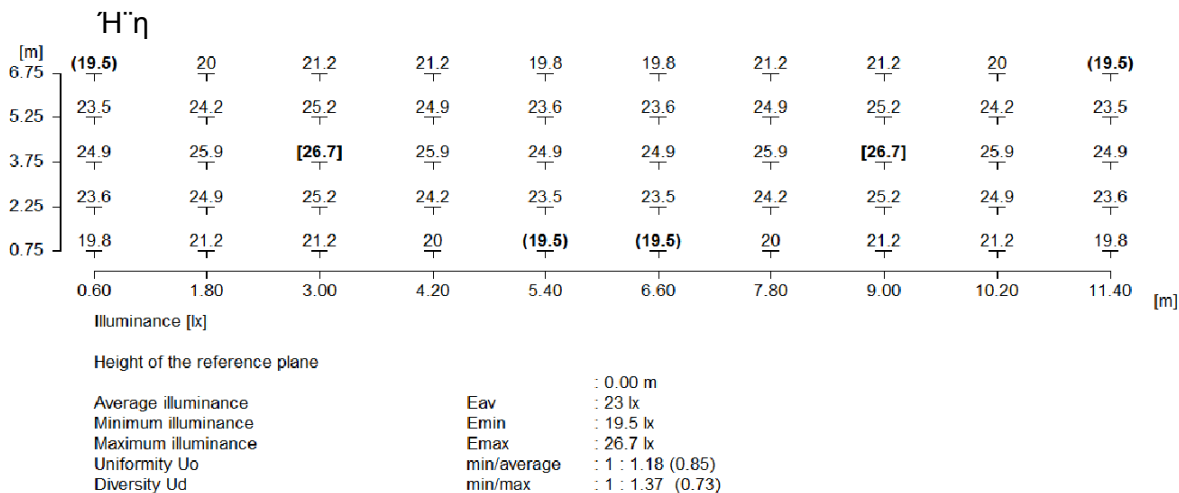 Ή¨η
[m]
6.75 (19.5) 20 21.2 21.2 19.8 19.8 21.2 21.2 20 (19.5)
5.25 23.5 24.2 25.2 24.9 23.6 23.6 24.9 25.2 24.2 23.5
3.75 24.9 25.9 [26.7] 25.9 24.9 24.9 25.9 [26.7] 25.9 24.9
2.25 23.6 24.9 25.2 24.2 23.5 23.5 24.2 25.2 24.9 23.6
0.75 19.8 21.2 21.2 20 (19.5) (19.5) 20 21.2 21.2 19.8
0.60 1.80 3.00 4.20 5.40 6.60 7.80 9.00 10.20 11.40 [m]
Illuminance [lx]
Height of the reference plane
: 0.00 m
Average illuminance Eav : 23 lx
Minimum illuminance Emin : 19.5 lx
Maximum illuminance Emax : 26.7 lx
Uniformity Uo min/average : 1 : 1.18 (0.85)
Diversity Ud min/max : 1 : 1.37 (0.73)